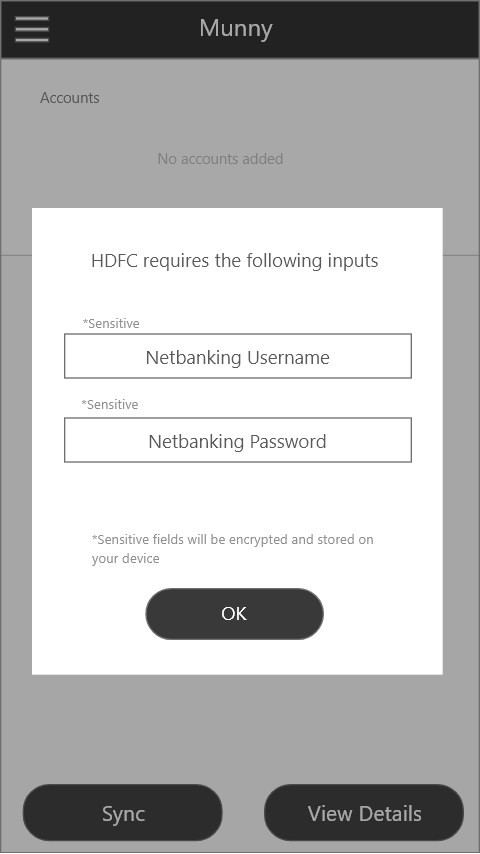 Munny
Accounts
No accounts added
HDFC requires the following inputs
*Sensitive
Netbanking Username
*Sensitive
Netbanking Password
*Sensitive fields will be encrypted and stored on
your device
OK
Sync
View Details